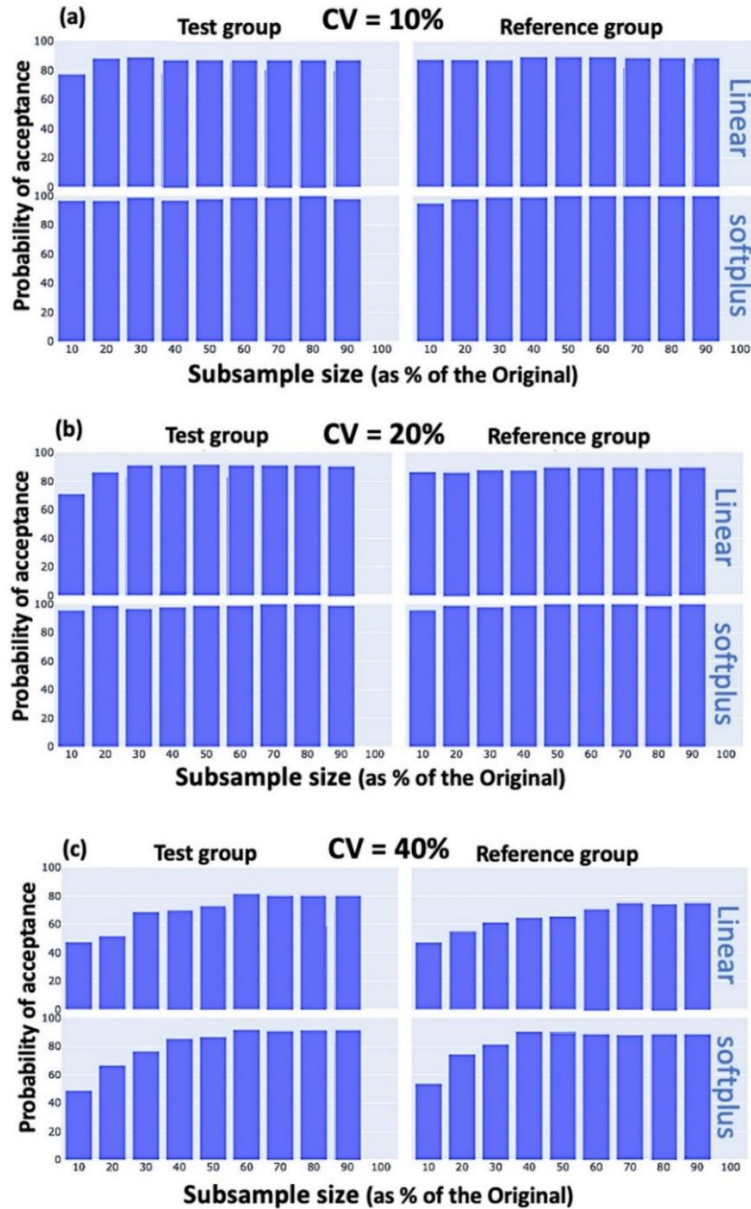 (a) Test group CV = 10% Reference group
Probability of acceptance
100
80
60
40
20
0
Linear
100
80
60
40
20
0
softplus
10 20 30 40 50 60 70 80 90 100 10 20 30 40 50 60 70 80 90 100
Subsample size (as % of the Original)
(b) Test group CV = 20% Reference group
Probability of acceptance
100
80
60
40
20
0
Linear
100
80
60
40
20
0
softplus
10 20 30 40 50 60 70 80 90 100 10 20 30 40 50 60 70 80 90 100
Subsample size (as % of the Original)
(c) Test group CV = 40% Reference group
Probability of acceptance
100
80
60
40
20
0
Linear
100
80
60
40
20
0
softplus
10 20 30 40 50 60 70 80 90 100 10 20 30 40 50 60 70 80 90 100
Subsample size (as % of the Original)